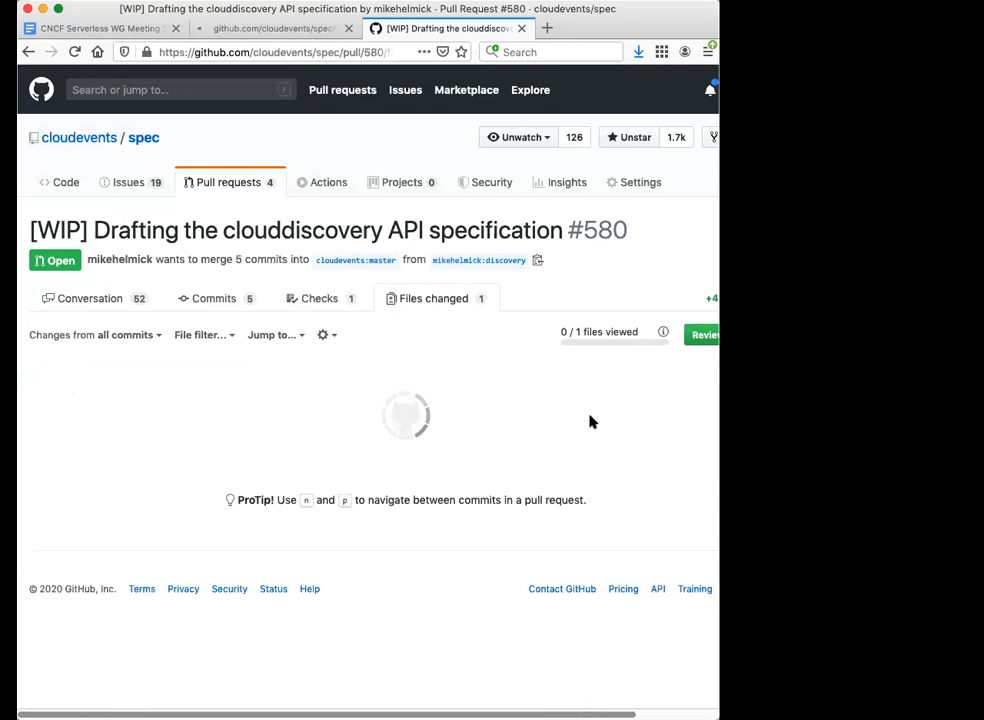 [WIP] Drafting the clouddiscovery API specification by mikehelmick · Pull Request #580 · cloudevents/spec
CNCF Serverless WG Meeting
github.com/cloudevents/spec/
[WIP] Drafting the clouddiscov
https://github.com/cloudevents/spec/pull/580/f
Search
Search or jump to... /
Pull requests Issues Marketplace Explore
cloudevents / spec
Unwatch 126 Unstar 1.7k
Code Issues 19 Pull requests 4 Actions Projects 0 Security Insights Settings
[WIP] Drafting the clouddiscovery API specification #580
Open mikehelmick wants to merge 5 commits into cloudevents:master from mikehelmick:discovery
Conversation 52 Commits 5 Checks 1 Files changed 1 +4
Changes from all commits File filter... Jump to... 0 / 1 files viewed Review
ProTip! Use n and p to navigate between commits in a pull request.
© 2020 GitHub, Inc. Terms Privacy Security Status Help Contact GitHub Pricing API Training